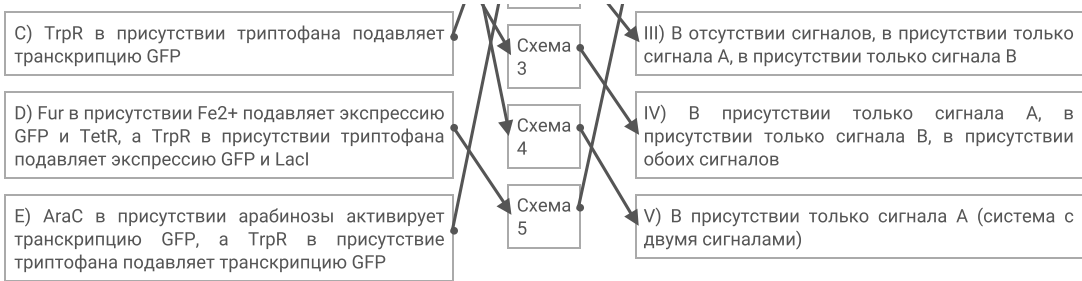 C) TrpR в присутствии триптофана подавляет
транскрипцию GFP
D) Fur в присутствии Fe2+ подавляет экспрессию
GFP и TetR, а TrpR в присутствии триптофана
подавляет экспрессию GFP и LacI
E) AraC в присутствии арабинозы активирует
транскрипцию GFP, а TrpR в присутствие
триптофана подавляет транскрипцию GFP
Схема
3
Схема
4
Схема
5
III) В отсутствии сигналов, в присутствии только
сигнала А, в присутствии только сигнала В
IV) В присутствии только сигнала А, в
присутствии только сигнала В, в присутствии
обоих сигналов
V) В присутствии только сигнала А (система с
двумя сигналами)